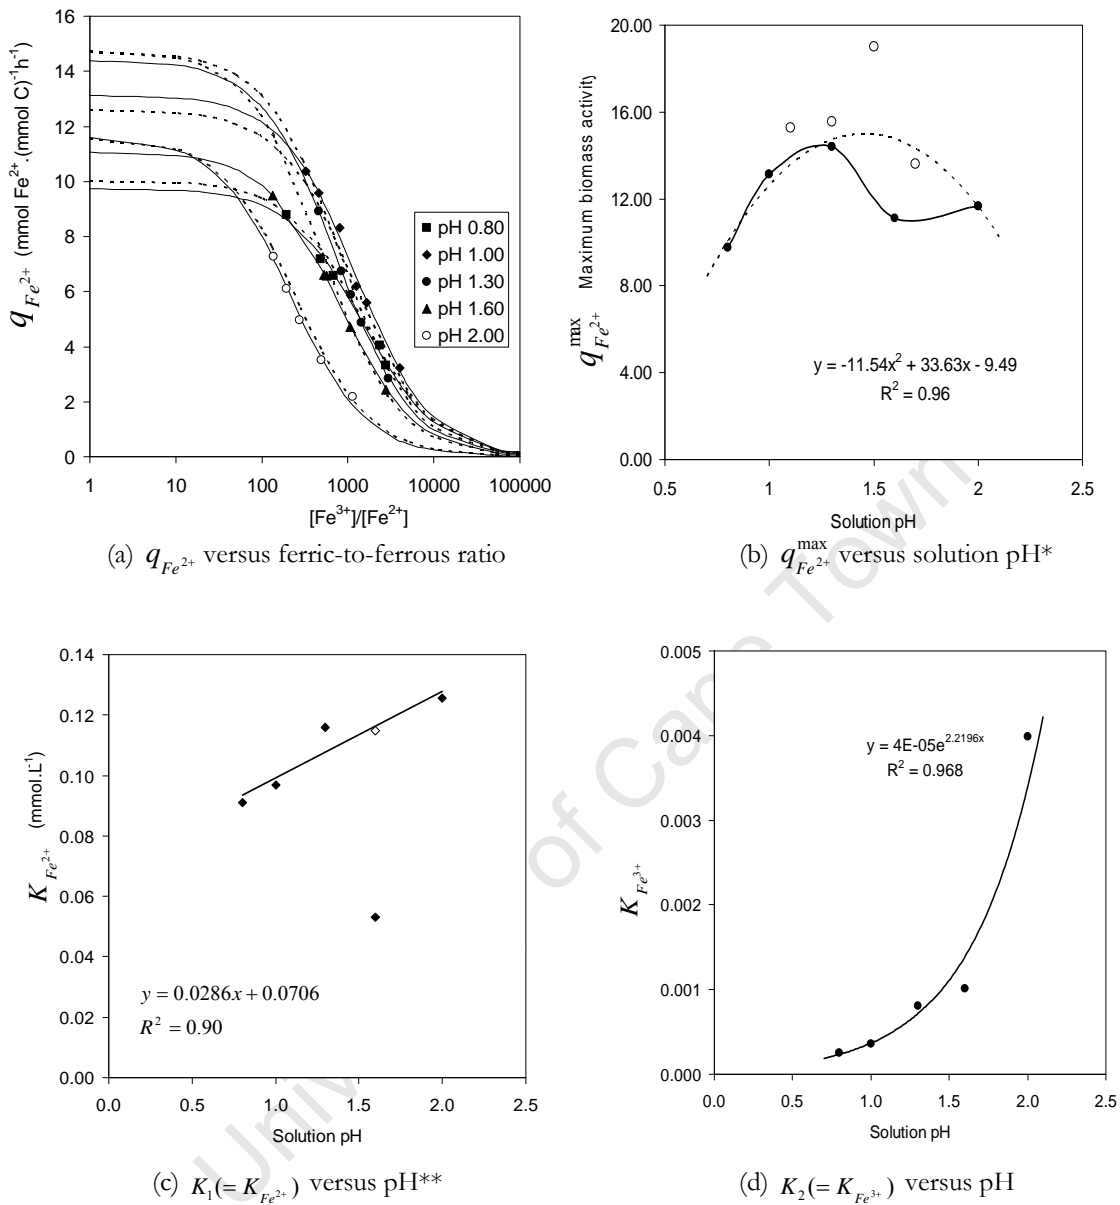 16
14
12
10
8
6
4
2
0
q_{Fe^{2+}} (mmol Fe^{2+}.(mmol C)^{-1}h^{-1})
pH 0.80
pH 1.00
pH 1.30
pH 1.60
pH 2.00
1 10 100 1000 10000 100000
[Fe^{3+}]/[Fe^{2+}]
(a) q_{Fe^{2+}} versus ferric-to-ferrous ratio
20.00
16.00
12.00
8.00
4.00
0.00
q^{max}_{Fe^{2+}} Maximum biomass activity
y = -11.54x^2 + 33.63x - 9.49
R^2 = 0.96
0.5 1 1.5 2 2.5
Solution pH
(b) q^{max}_{Fe^{2+}} versus solution pH*
0.14
0.12
0.10
0.08
0.06
0.04
0.02
0.00
K_{Fe^{2+}} (mmol.L^{-1})
y = 0.0286x + 0.0706
R^2 = 0.90
0.0 0.5 1.0 1.5 2.0 2.5
Solution pH
(c) K_1(= K_{Fe^{2+}}) versus pH**
0.005
0.004
0.003
0.002
0.001
0.000
K_{Fe^{3+}}
y = 4E-05e^{2.2196x}
R^2 = 0.968
0.0 0.5 1.0 1.5 2.0 2.5
Solution pH
(d) K_2(= K_{Fe^{3+}}) versus pH
of Cape Town